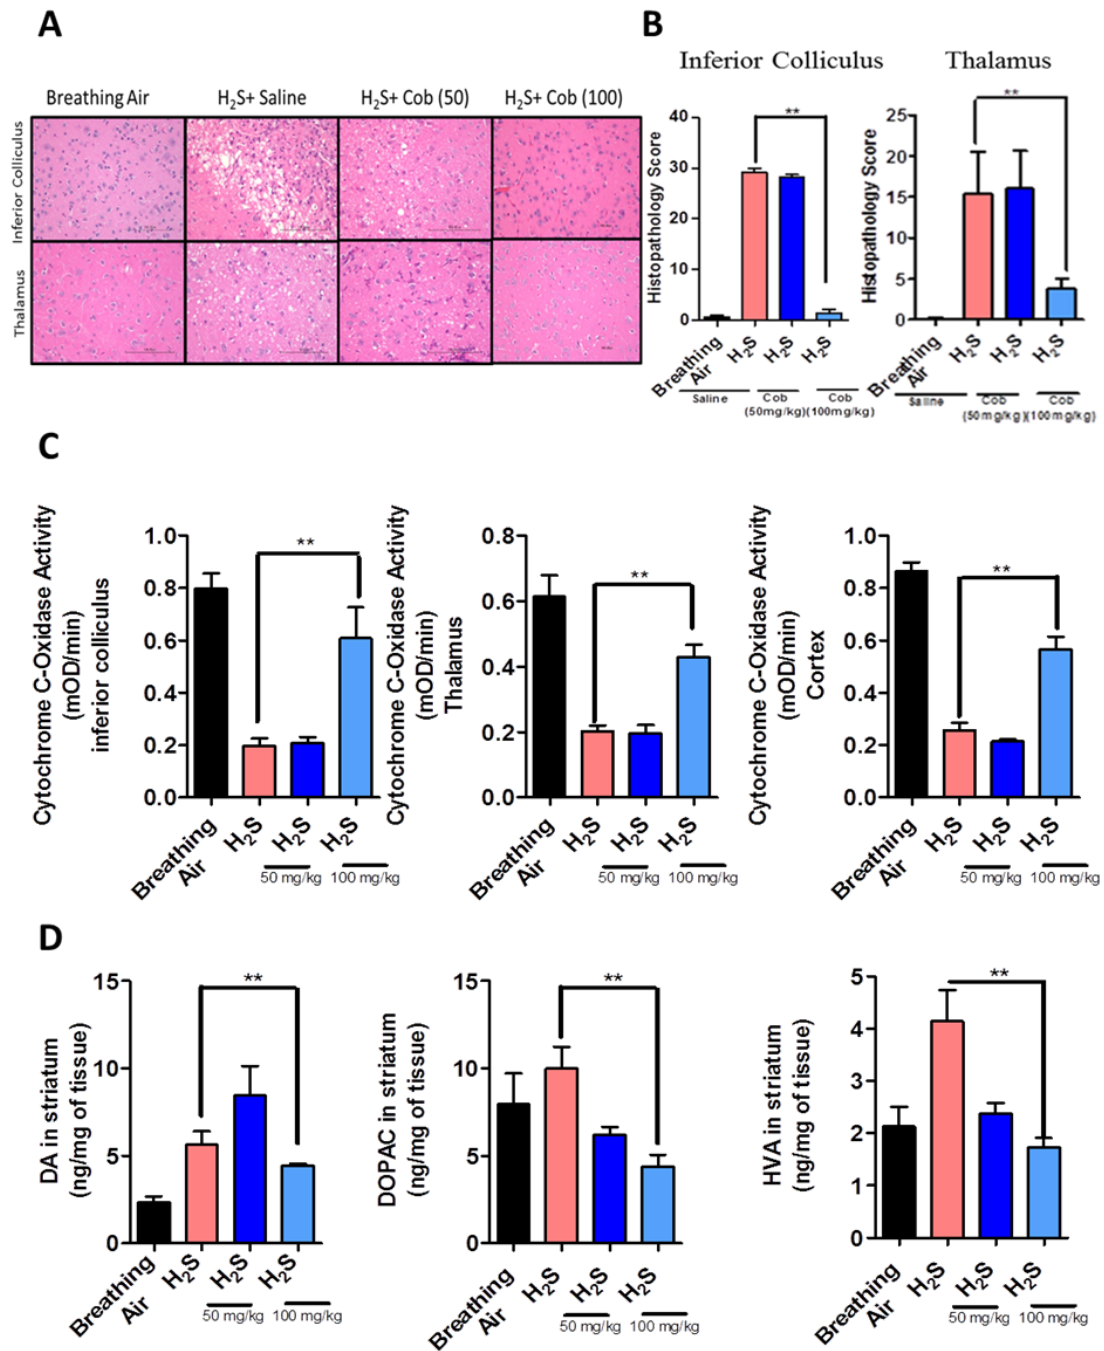 A
Breathing Air
H2S+ Saline
H2S+ Cob (50)
H2S+ Cob (100)
Inferior Colliculus
Thalamus
B
Inferior Colliculus
Histopathology Score
40
30
20
10
0
**
Breathing Air
H2S
H2S
H2S
Saline
Cob
(50mg/kg)
Cob
(100mg/kg)
Thalamus
Histopathology Score
25
20
15
10
5
0
**
Breathing Air
H2S
H2S
H2S
Saline
Cob
(50mg/kg)
Cob
(100mg/kg)
C
Cytochrome C-Oxidase Activity
(mOD/min)
inferior colliculus
1.0
0.8
0.6
0.4
0.2
0.0
**
Breathing Air
H2S
H2S
H2S
50 mg/kg
100 mg/kg
Cytochrome C-Oxidase Activity
(mOD/min)
Thalamus
0.8
0.6
0.4
0.2
0.0
**
Breathing Air
H2S
H2S
H2S
50 mg/kg
100 mg/kg
Cytochrome C-Oxidase Activity
(mOD/min)
Cortex
1.0
0.8
0.6
0.4
0.2
0.0
**
Breathing Air
H2S
H2S
H2S
50 mg/kg
100 mg/kg
D
DA in striatum
(ng/mg of tissue)
15
10
5
0
**
Breathing Air
H2S
H2S
H2S
50 mg/kg
100 mg/kg
DOPAC in striatum
(ng/mg of tissue)
15
10
5
0
**
Breathing Air
H2S
H2S
H2S
50 mg/kg
100 mg/kg
HVA in striatum
(ng/mg of tissue)
5
4
3
2
1
0
**
Breathing Air
H2S
H2S
H2S
50 mg/kg
100 mg/kg